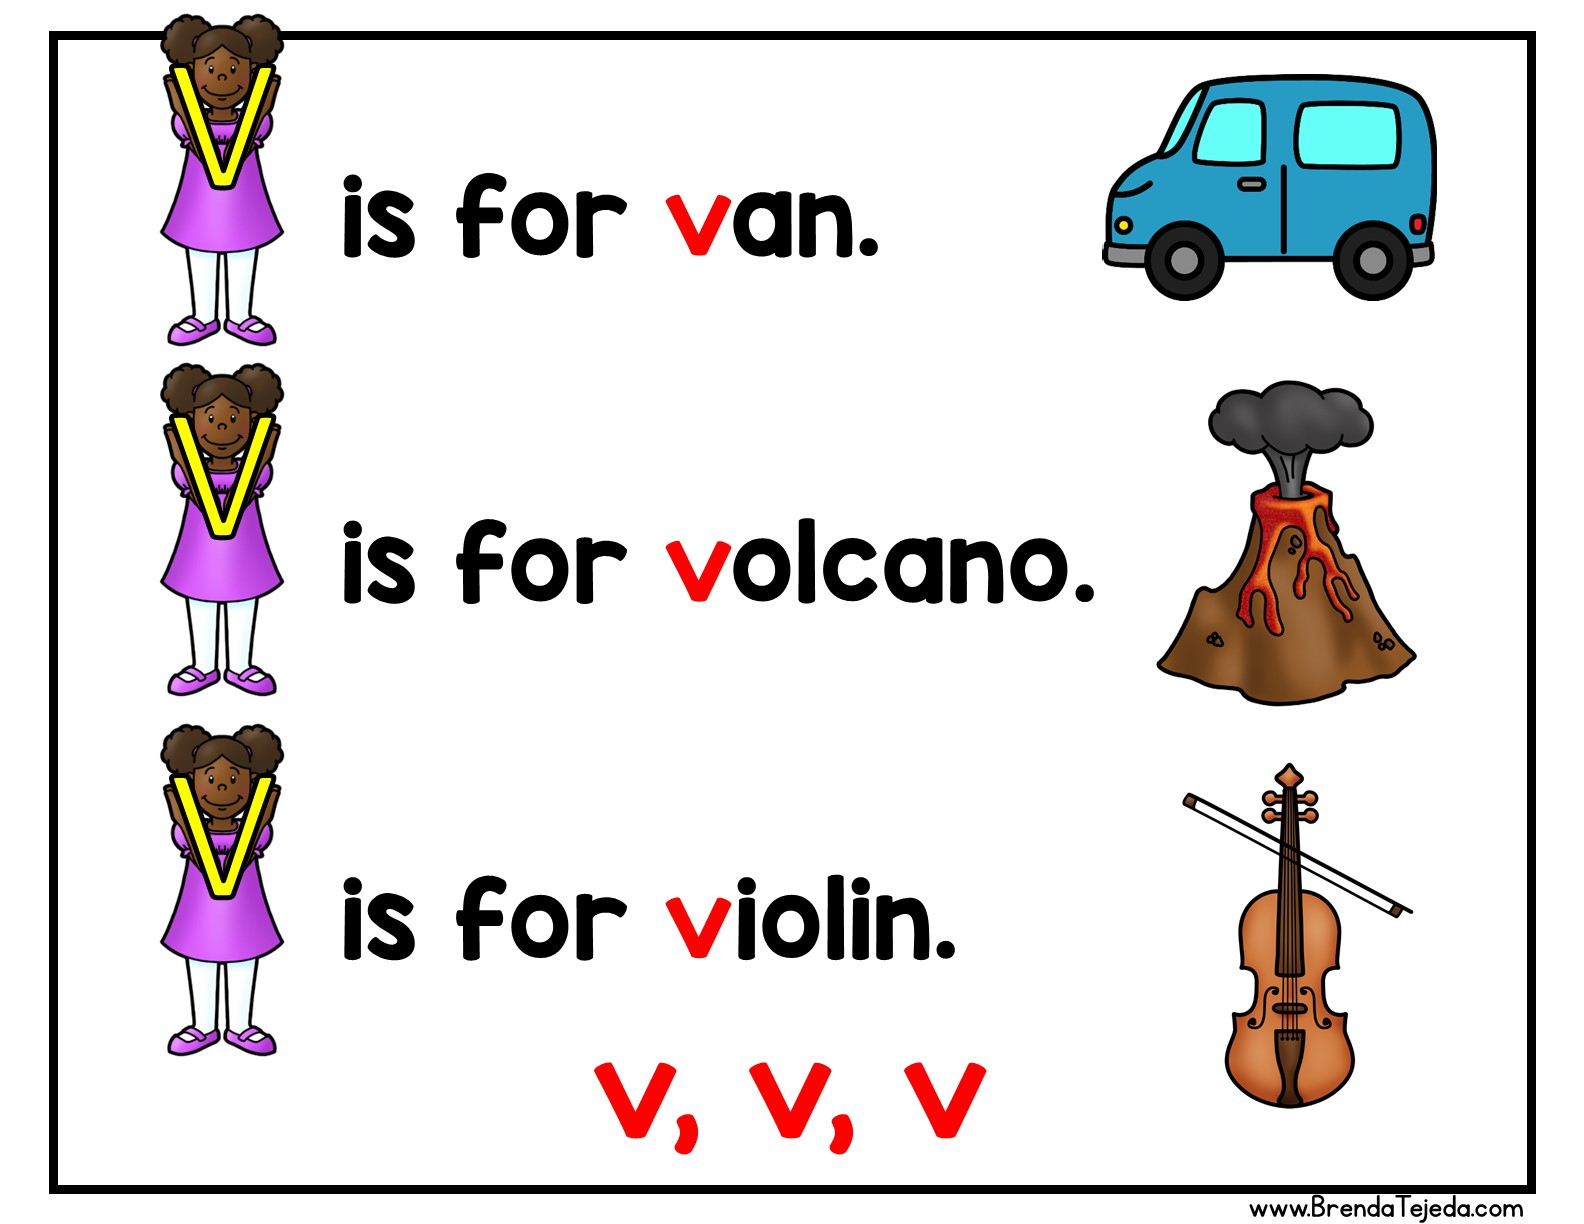 V is for van.
V is for volcano.
V is for violin.
v, v, v
www.BrendaTejeda.com